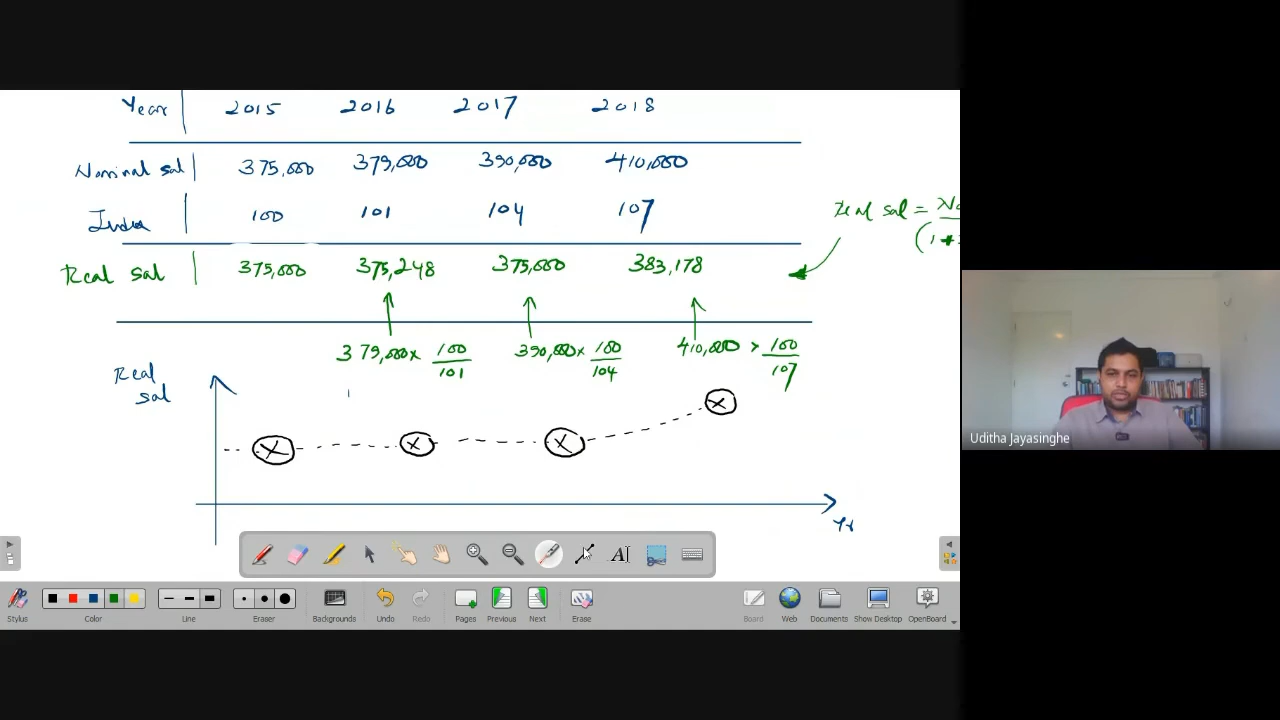 Year 2015 2016 2017 2018
Nominal sal 375,000 379,000 390,000 410,000
Index 100 101 104 107
Real sal = No
(1+
Real sal 375,000 375,248 375,000 383,178
379,000 × 100/101 390,000 × 100/104 410,000 × 100/107
Real
sal
Yr
Uditha Jayasinghe
Stylus Color Line Eraser Backgrounds Undo Redo Pages Previous Next Erase Board Web Documents Show Desktop OpenBoard